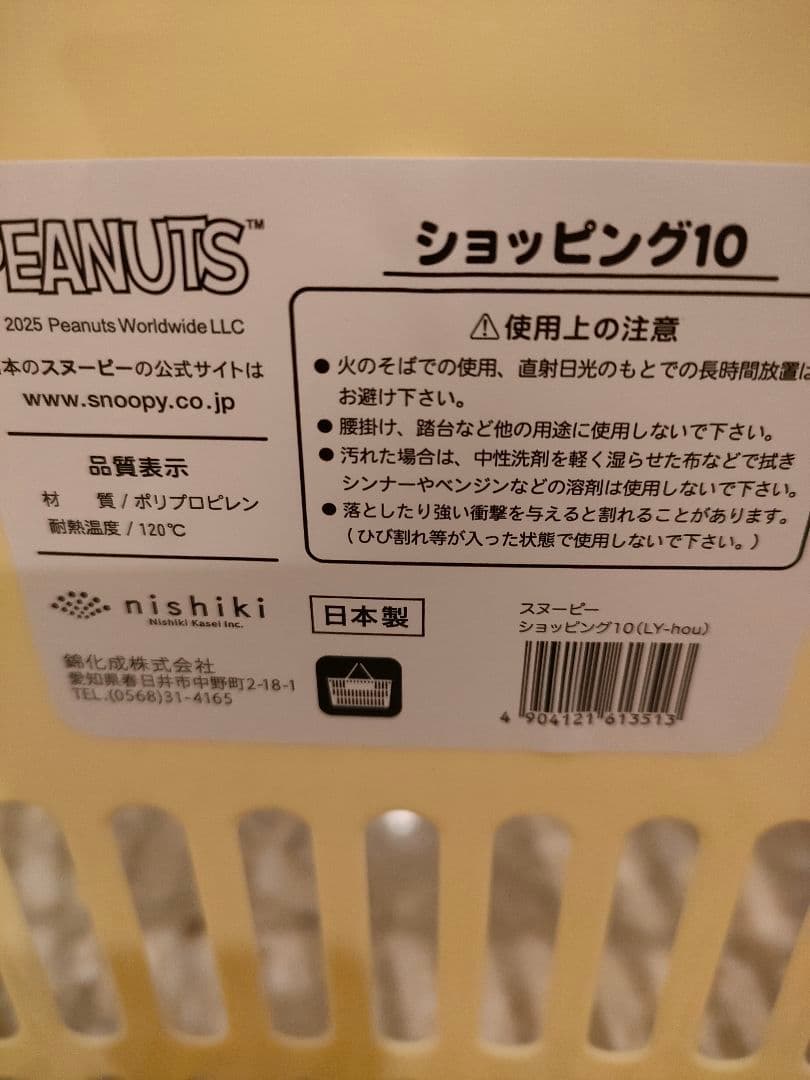 PEANUTS™
2025 Peanuts Worldwide LLC
本のスヌーピーの公式サイトは
www.snoopy.co.jp
品質表示
材 質 / ポリプロピレン
耐熱温度 / 120℃
ショッピング10
⚠使用上の注意
●火のそばでの使用、直射日光のもとでの長時間放置は
お避け下さい。
●腰掛け、踏台など他の用途に使用しないで下さい。
●汚れた場合は、中性洗剤を軽く湿らせた布などで拭き
シンナーやベンジンなどの溶剤は使用しないで下さい。
●落としたり強い衝撃を与えると割れることがあります。
(ひび割れ等が入った状態で使用しないで下さい。)
nishiki
Nishiki Kasei Inc.
錦化成株式会社
愛知県春日井市中野町2-18-1
TEL.(0568)31-4165
日本製
スヌーピー
ショッピング10(LY-hou)
4 904121 613513